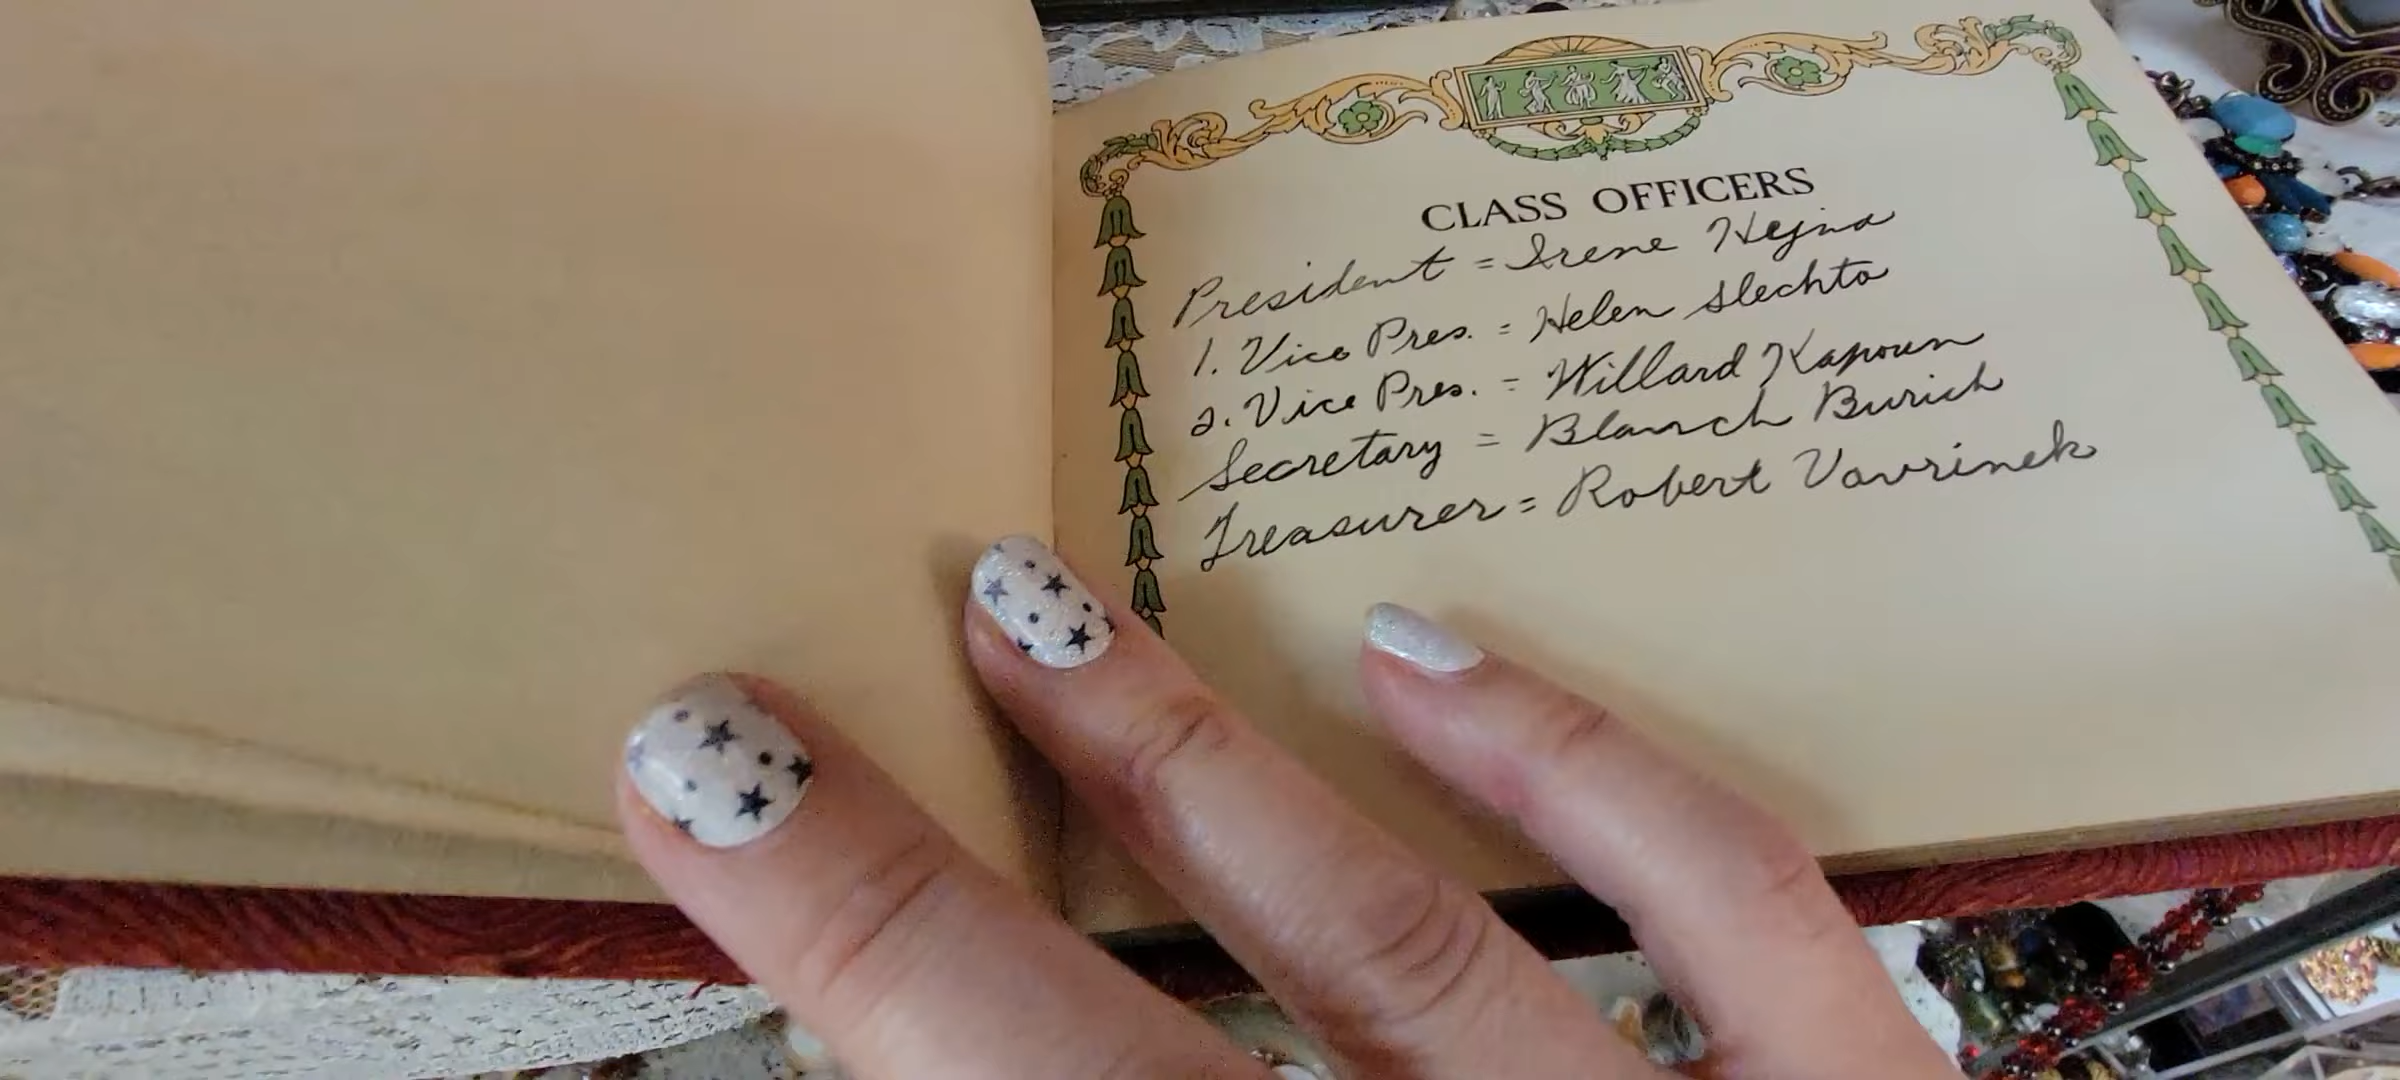 CLASS OFFICERS
President = Irene Hejna
1. Vice Pres. = Helen Slechta
2. Vice Pres. = Willard Kapoun
Secretary = Blanch Burich
Treasurer = Robert Vavrinek